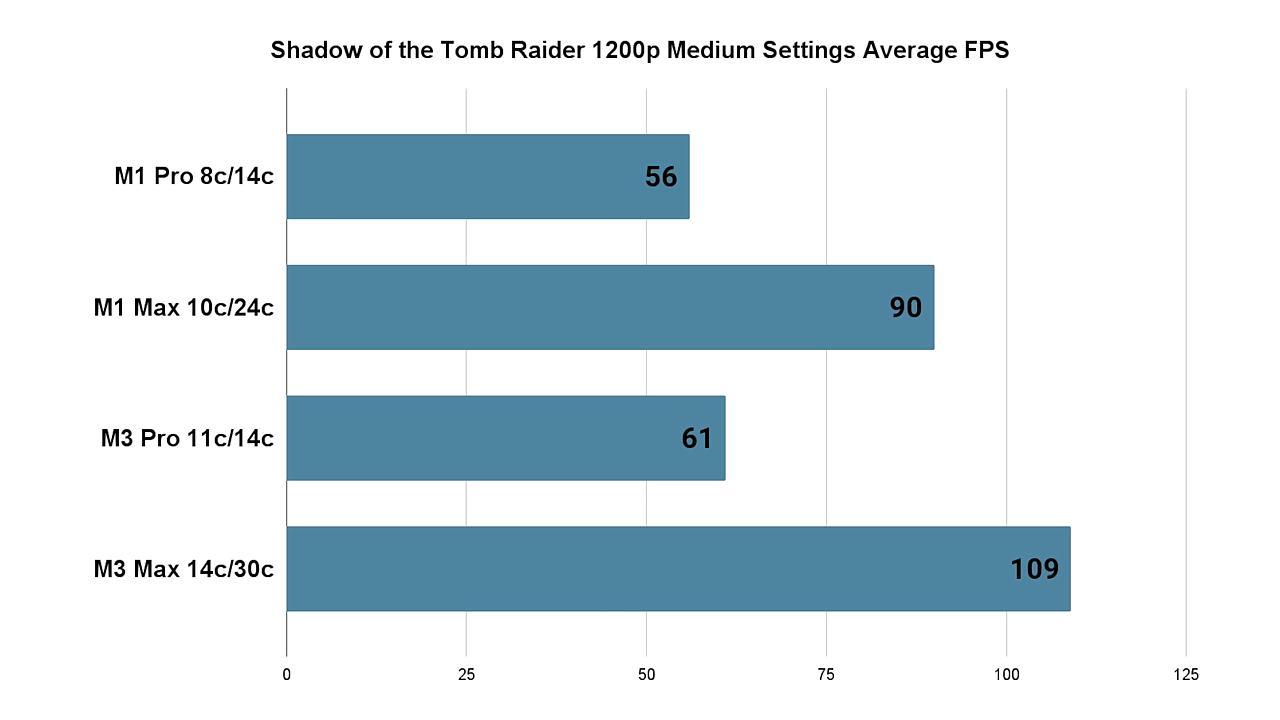 Shadow of the Tomb Raider 1200p Medium Settings Average FPS
M1 Pro 8c/14c
56
M1 Max 10c/24c
90
M3 Pro 11c/14c
61
M3 Max 14c/30c
109
0 25 50 75 100 125